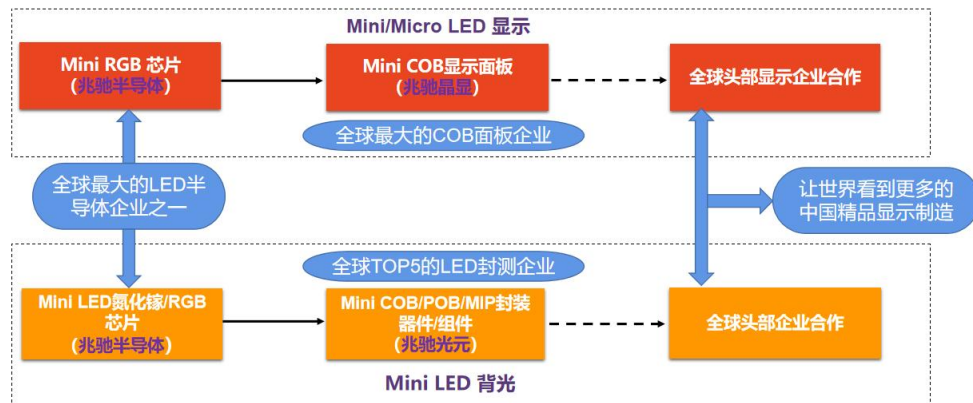 Mini/Micro LED 显示
Mini RGB 芯片
（兆驰半导体）
Mini COB显示面板
（兆驰晶显）
全球头部显示企业合作
全球最大的COB面板企业
全球最大的LED半
导体企业之一
让世界看到更多的
中国精品显示制造
全球TOP5的LED封测企业
Mini LED氮化镓/RGB
芯片
（兆驰半导体）
Mini COB/POB/MIP封装
器件/组件
（兆驰光元）
全球头部企业合作
Mini LED 背光